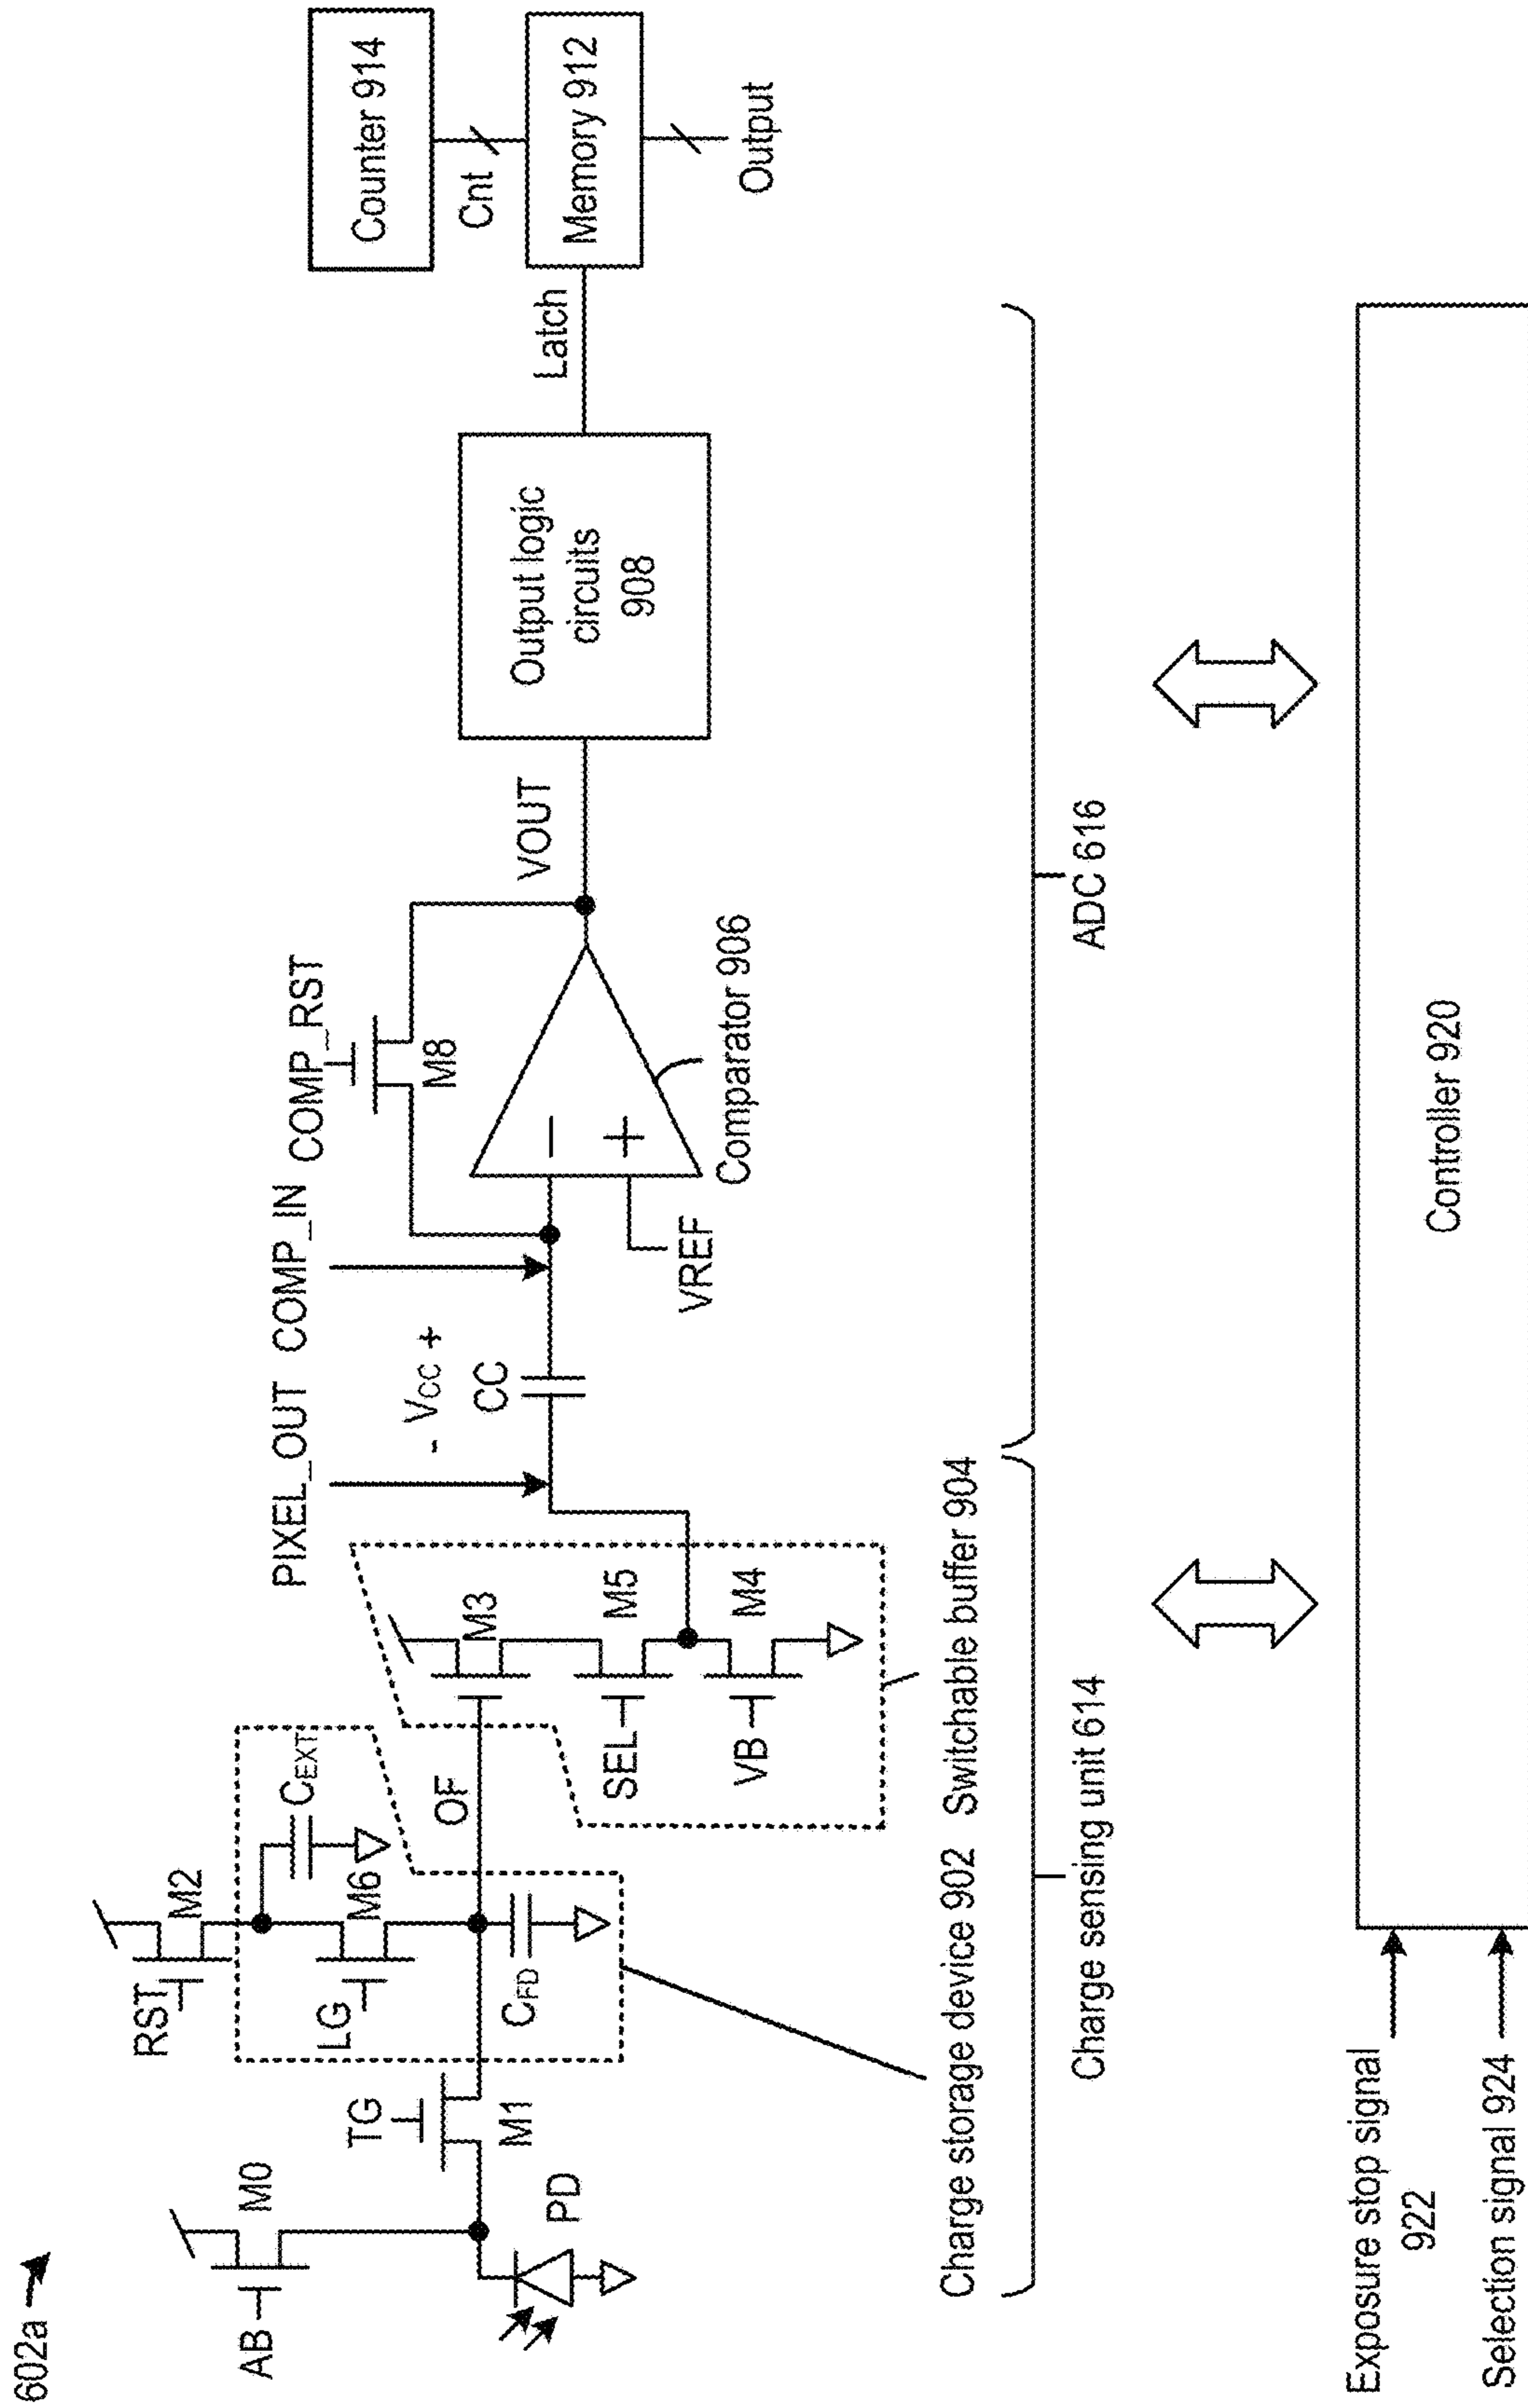 602a
AB
M0
PD
TG
M1
RST
M2
LG
M6
CEXT
CFD
OF
M3
SEL
M5
VB
M4
PIXEL_OUT
COMP_IN
COMP_RST
- VCC +
CC
M8
−
+
VREF
VOUT
Comparator 906
Output logic
circuits
908
Latch
Counter 914
Cnt
Memory 912
Output
Charge storage device 902
Switchable buffer 904
Charge sensing unit 614
ADC 616
Exposure stop signal
922
Selection signal 924
Controller 920